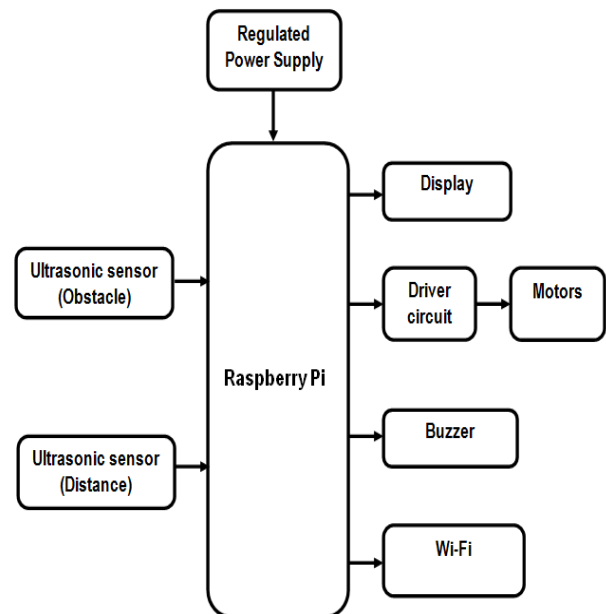 Regulated
Power Supply
Display
Ultrasonic sensor
(Obstacle)
Driver
circuit
Motors
Raspberry Pi
Buzzer
Ultrasonic sensor
(Distance)
Wi-Fi